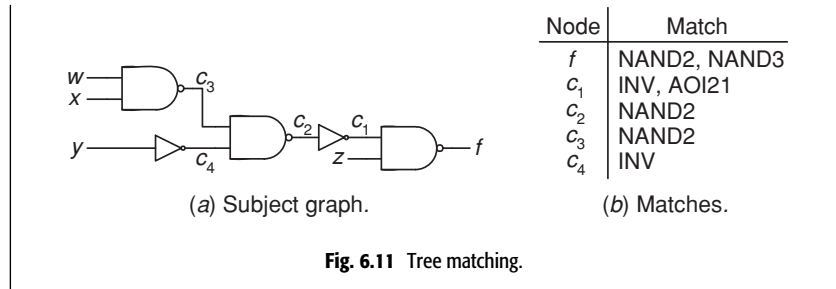 w
x
y
c3
c4
c2
c1
z
f
(a) Subject graph.
Node Match
f NAND2, NAND3
c1 INV, AOI21
c2 NAND2
c3 NAND2
c4 INV
(b) Matches.
Fig. 6.11 Tree matching.